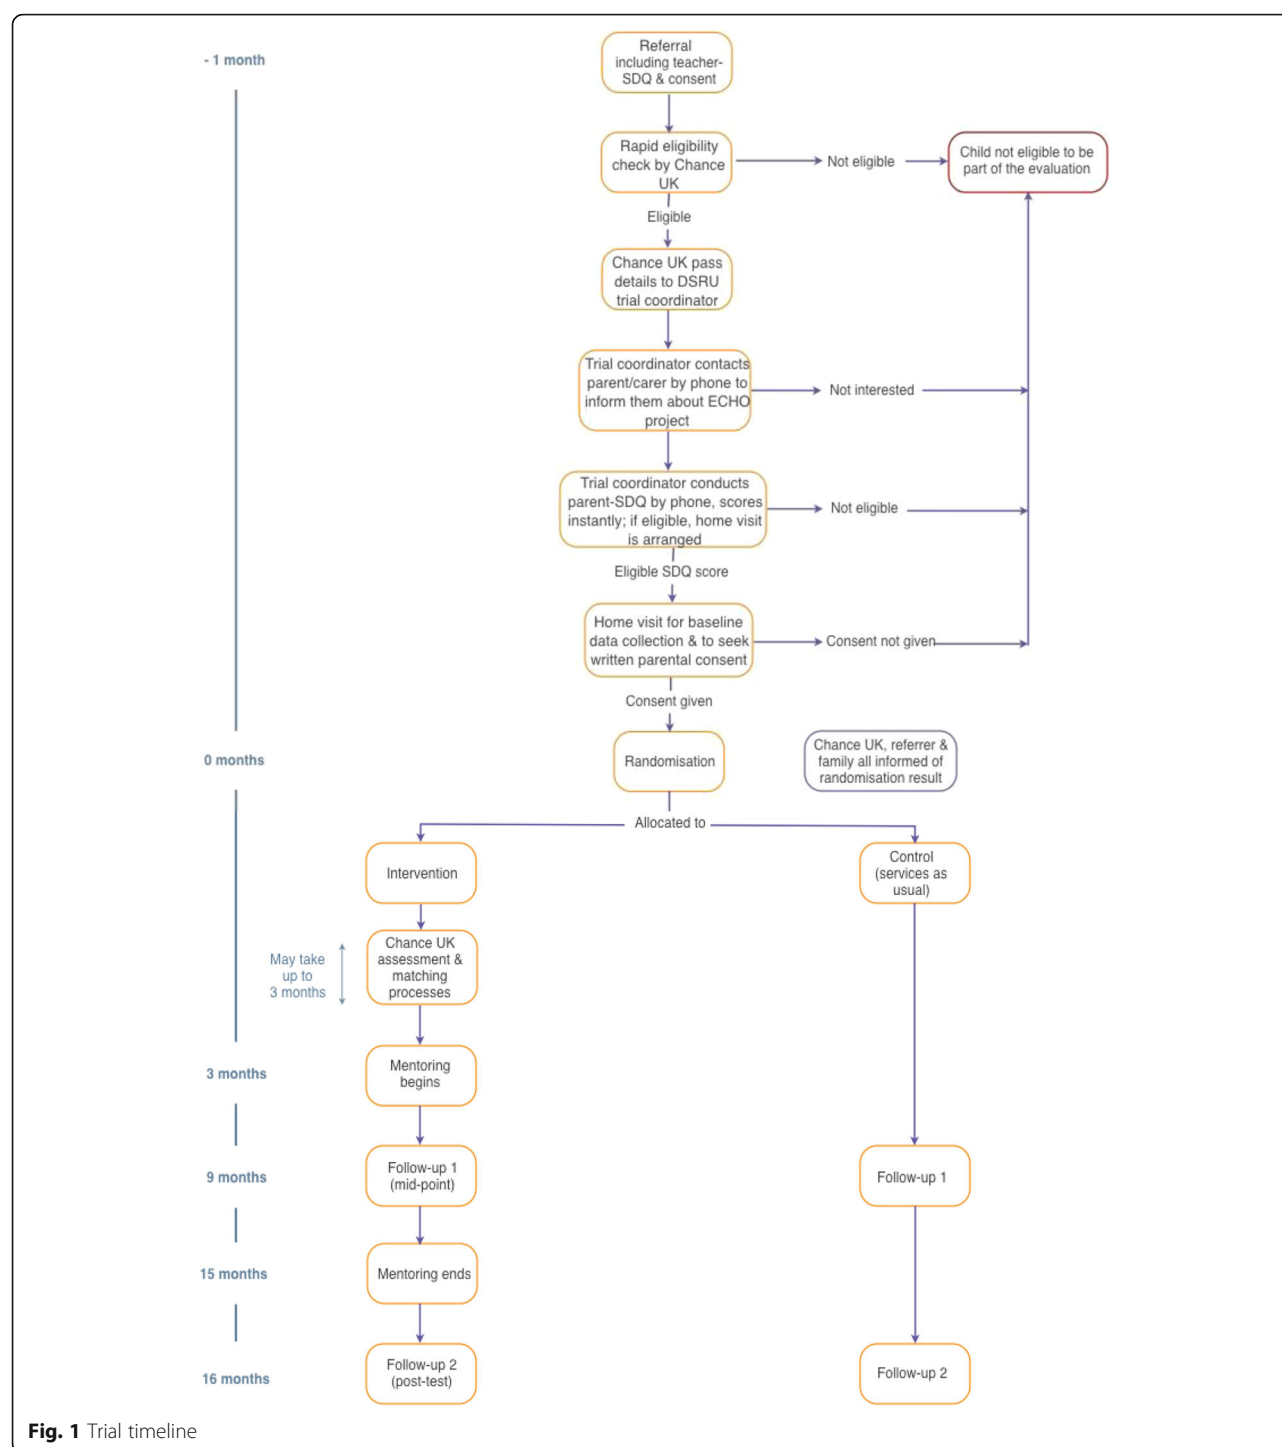 - 1 month
Referral
including teacher-
SDQ & consent
Rapid eligibility
check by Chance
UK
Not eligible
Child not eligible to be
part of the evaluation
Eligible
Chance UK pass
details to DSRU
trial coordinator
Trial coordinator contacts
parent/carer by phone to
inform them about ECHO
project
Not interested
Trial coordinator conducts
parent-SDQ by phone, scores
instantly; if eligible, home visit
is arranged
Not eligible
Eligible SDQ score
Home visit for baseline
data collection & to seek
written parental consent
Consent not given
Consent given
0 months
Randomisation
Chance UK, referrer &
family all informed of
randomisation result
Allocated to
Intervention
Control
(services as
usual)
May take
up to
3 months
Chance UK
assessment &
matching
processes
3 months
Mentoring
begins
9 months
Follow-up 1
(mid-point)
Follow-up 1
15 months
Mentoring ends
16 months
Follow-up 2
(post-test)
Follow-up 2
Fig. 1 Trial timeline